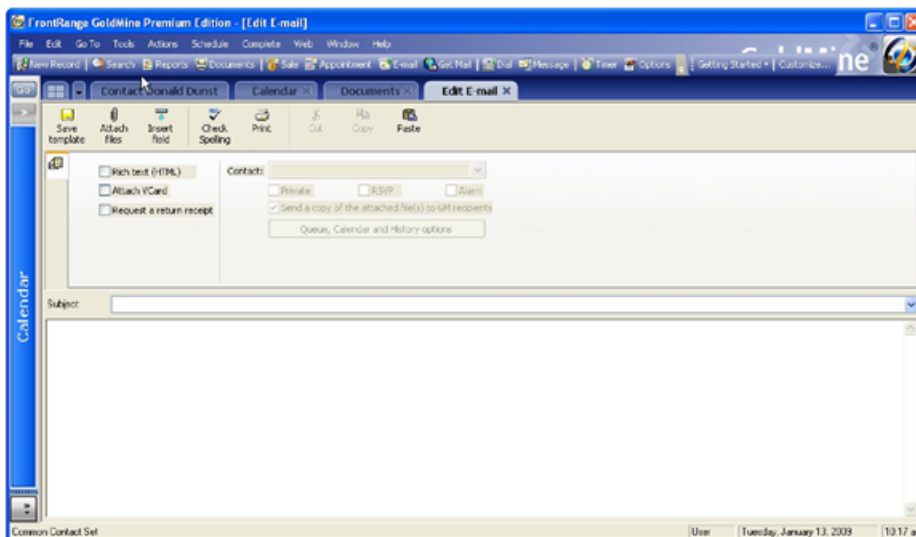 FrontRange GoldMine Premium Edition - [Edit E-mail]
File Edit Go To Tools Actions Schedule Complete Web Window Help
New Record Search Reports Documents Sale Appointment E-mail Get Mail Dial Message Timer Options Getting Started Customize...
Go Contact Donald Dunst Calendar Documents Edit E-mail
Save template Attach files Insert field Check Spelling Print Cut Copy Paste
Rich text (HTML) Contact:
Attach VCard Private RSVP Alarm
Request a return receipt Send a copy of the attached file(s) to GM recipients
Queue, Calendar and History options
Calendar
Subject:
Common Contact Set User Tuesday, January 13, 2009 10:17 a